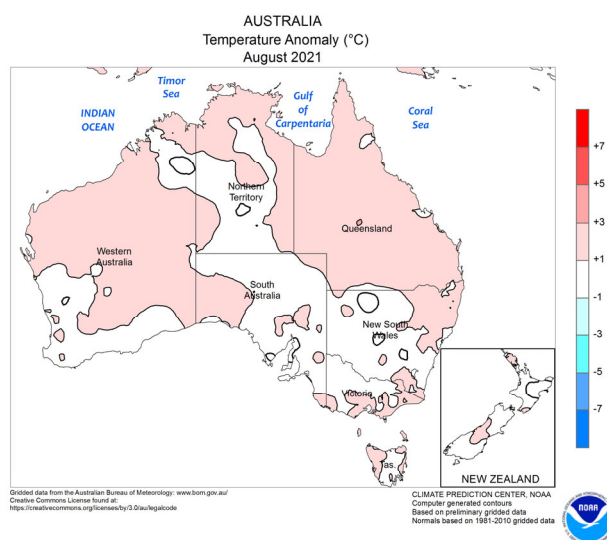 AUSTRALIA
Temperature Anomaly (°C)
August 2021
Timor
Sea
INDIAN
OCEAN
Gulf
of
Carpentaria
Coral
Sea
Northern
Territory
Queensland
Western
Australia
South
Australia
New South
Wales
Victoria
Tas.
NEW ZEALAND
+7
+5
+3
+1
-1
-3
-5
-7
Gridded data from the Australian Bureau of Meteorology: www.bom.gov.au/
Creative Commons License found at:
https://creativecommons.org/licenses/by/3.0/au/legalcode
CLIMATE PREDICTION CENTER, NOAA
Computer generated contours
Based on preliminary gridded data
Normals based on 1981-2010 gridded data
NOAA